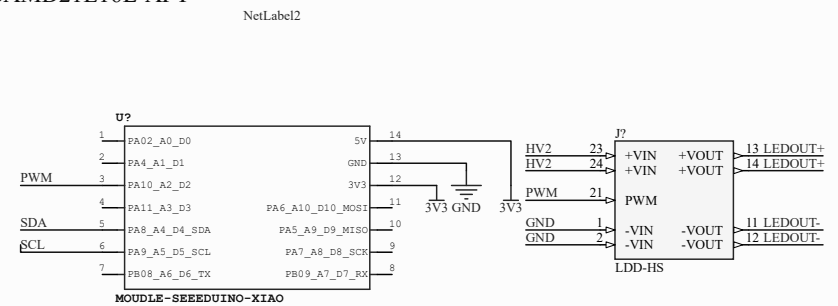 NetLabel2
U?
1 PA02_A0_D0 5V 14
2 PA4_A1_D1 GND 13
PWM 3 PA10_A2_D2 3V3 12
4 PA11_A3_D3 PA6_A10_D10_MOSI 11
3V3 GND 3V3
SDA 5 PA8_A4_D4_SDA PA5_A9_D9_MISO 10
SCL 6 PA9_A5_D5_SCL PA7_A8_D8_SCK 9
7 PB08_A6_D6_TX PB09_A7_D7_RX 8
MOUDLE-SEEEDUINO-XIAO
J?
HV2 23 +VIN +VOUT 13 LEDOUT+
HV2 24 +VIN +VOUT 14 LEDOUT+
PWM 21 PWM
GND 1 -VIN -VOUT 11 LEDOUT-
GND 2 -VIN -VOUT 12 LEDOUT-
LDD-HS